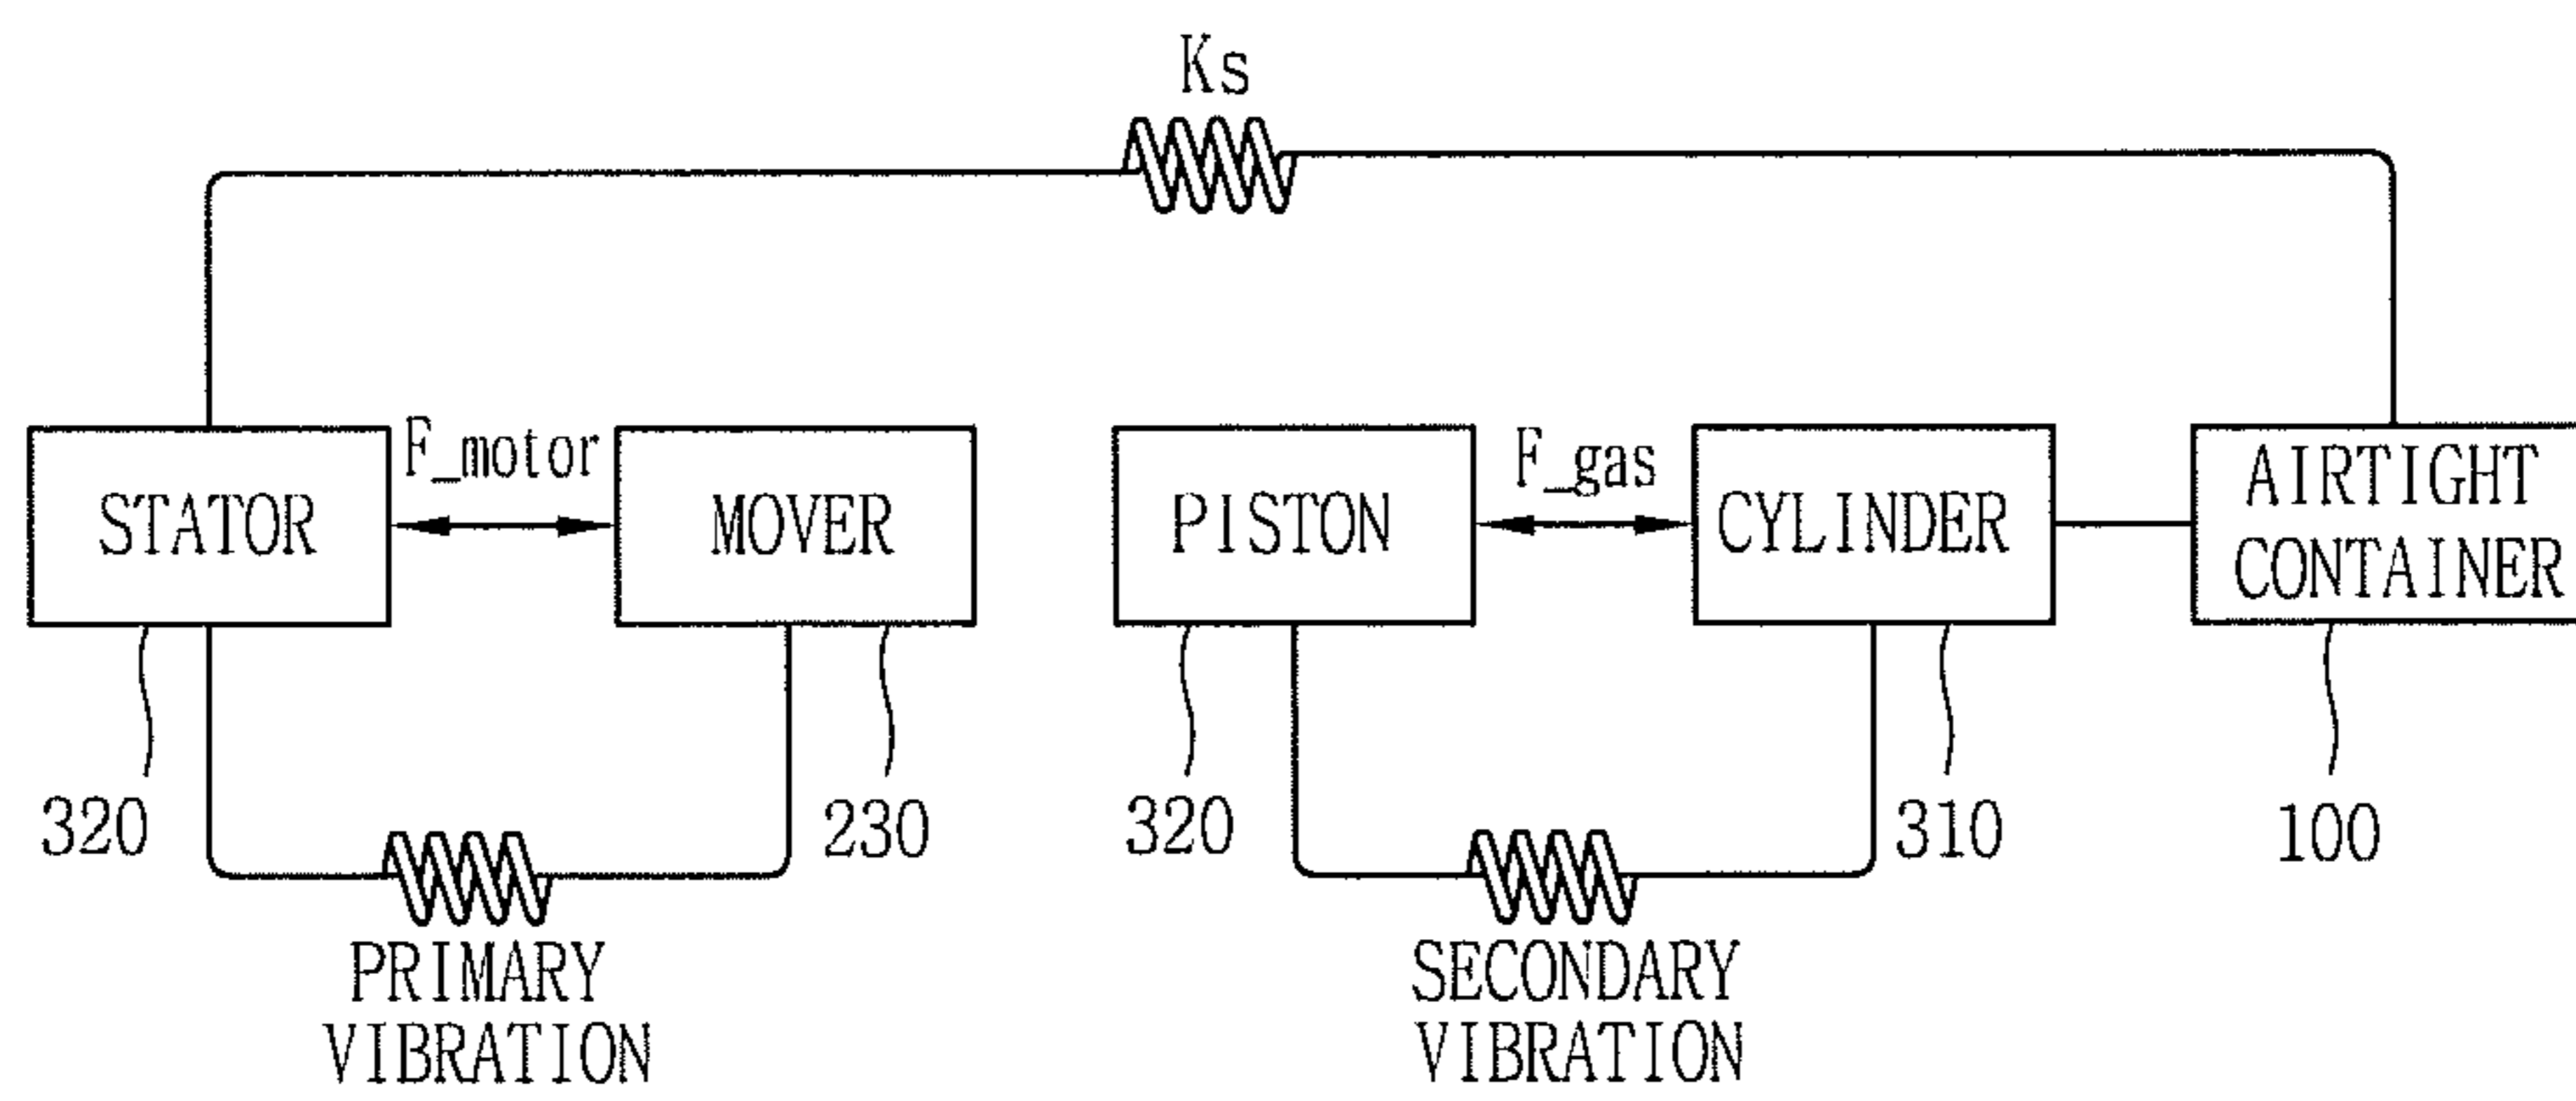 Ks
STATOR
F_motor
MOVER
PISTON
F_gas
CYLINDER
AIRTIGHT
CONTAINER
320
230
320
310
100
PRIMARY
VIBRATION
SECONDARY
VIBRATION